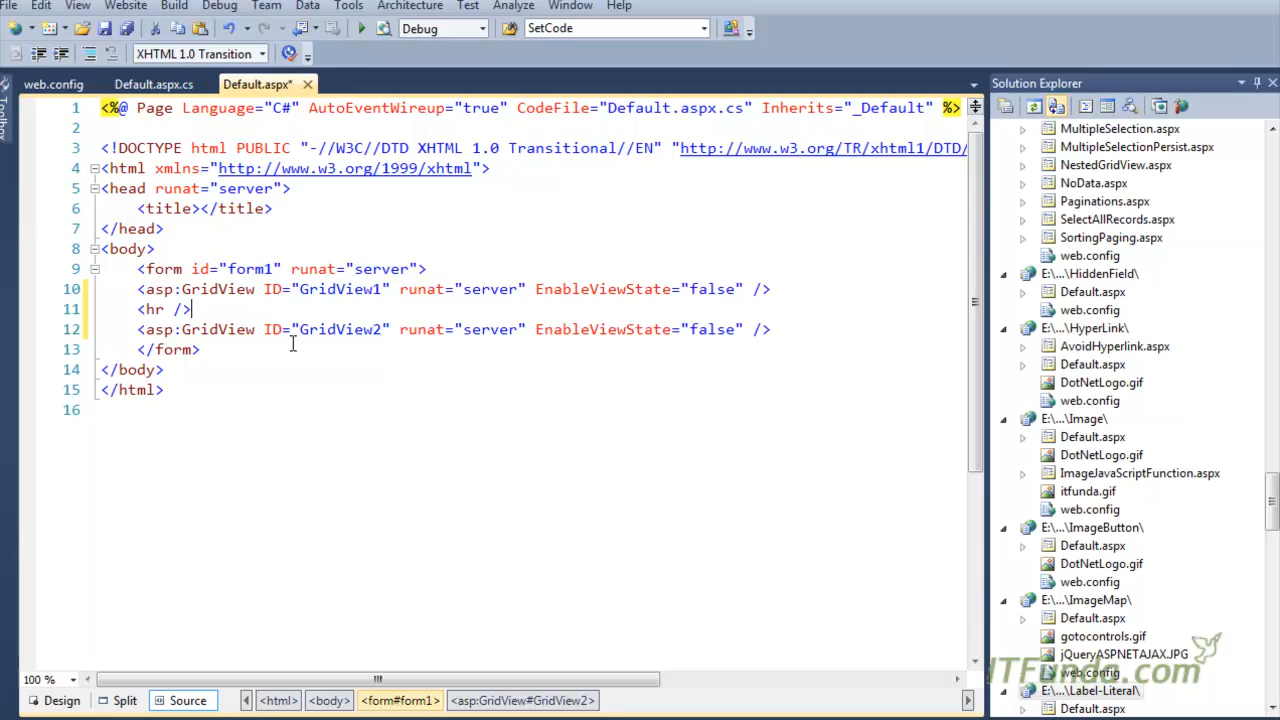 File Edit View Website Build Debug Team Data Tools Architecture Test Analyze Window Help
Debug SetCode
XHTML 1.0 Transition
web.config Default.aspx.cs Default.aspx*
Toolbox
1 <%@ Page Language="C#" AutoEventWireup="true" CodeFile="Default.aspx.cs" Inherits="_Default" %>
2
3 <!DOCTYPE html PUBLIC "-//W3C//DTD XHTML 1.0 Transitional//EN" "http://www.w3.org/TR/xhtml1/DTD/
4 <html xmlns="http://www.w3.org/1999/xhtml">
5 <head runat="server">
6 <title></title>
7 </head>
8 <body>
9 <form id="form1" runat="server">
10 <asp:GridView ID="GridView1" runat="server" EnableViewState="false" />
11 <hr />
12 <asp:GridView ID="GridView2" runat="server" EnableViewState="false" />
13 </form>
14 </body>
15 </html>
16
100 %
Design Split Source <html> <body> <form#form1> <asp:GridView#GridView2>
Solution Explorer
MultipleSelection.aspx
MultipleSelectionPersist.aspx
NestedGridView.aspx
NoData.aspx
Paginations.aspx
SelectAllRecords.aspx
SortingPaging.aspx
web.config
E:\...\HiddenField\
Default.aspx
web.config
E:\...\HyperLink\
AvoidHyperlink.aspx
Default.aspx
DotNetLogo.gif
web.config
E:\...\Image\
Default.aspx
DotNetLogo.gif
ImageJavaScriptFunction.aspx
itfunda.gif
web.config
E:\...\ImageButton\
Default.aspx
DotNetLogo.gif
web.config
E:\...\ImageMap\
Default.aspx
gotocontrols.gif
jQueryASPNETAJAX.JPG
web.config
E:\...\Label-Literal\
Default.aspx
ITFunda.com